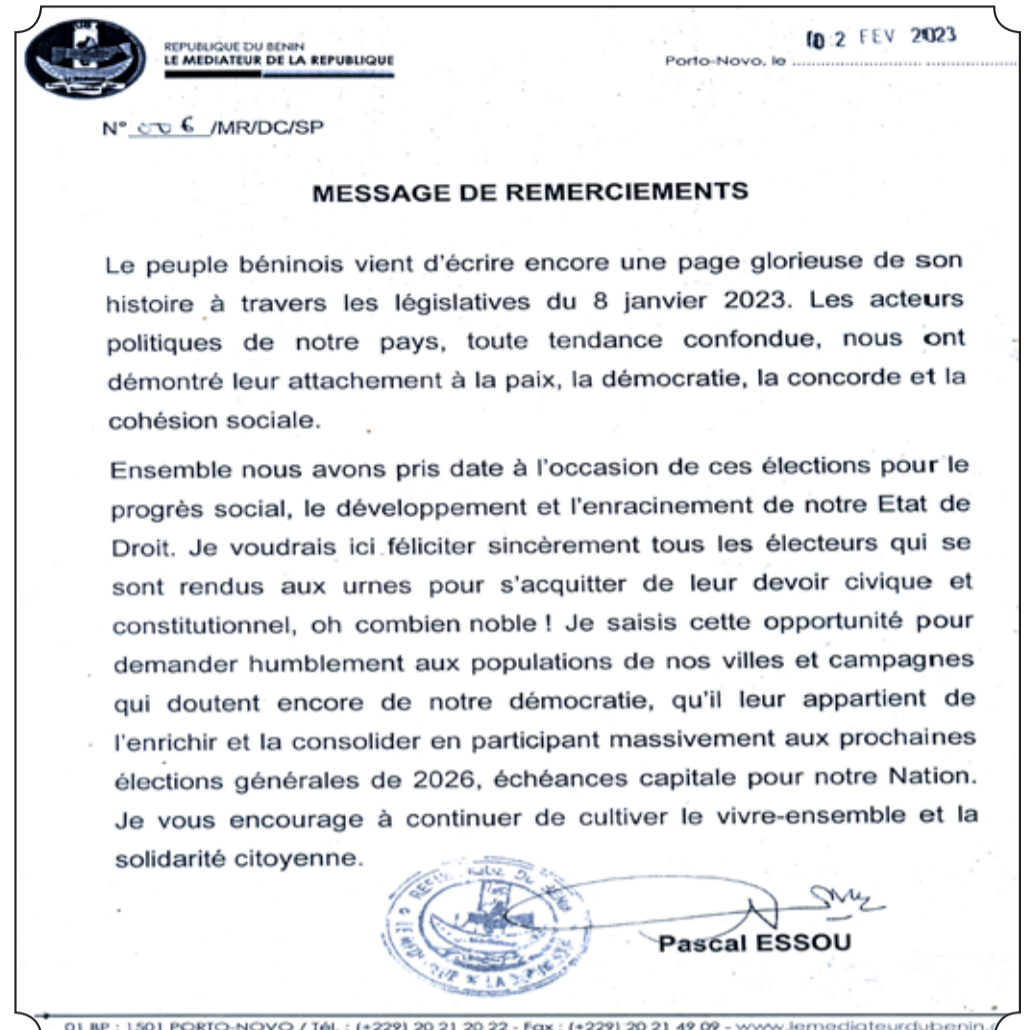 REPUBLIQUE DU BENIN
LE MEDIATEUR DE LA REPUBLIQUE
02 FEV 2023
Porto-Novo, le
N° 006 /MR/DC/SP
MESSAGE DE REMERCIEMENTS
Le peuple béninois vient d'écrire encore une page glorieuse de son
histoire à travers les législatives du 8 janvier 2023. Les acteurs
politiques de notre pays, toute tendance confondue, nous ont
démontré leur attachement à la paix, la démocratie, la concorde et la
cohésion sociale.
Ensemble nous avons pris date à l'occasion de ces élections pour le
progrès social, le développement et l'enracinement de notre Etat de
Droit. Je voudrais ici féliciter sincèrement tous les électeurs qui se
sont rendus aux urnes pour s'acquitter de leur devoir civique et
constitutionnel, oh combien noble ! Je saisis cette opportunité pour
demander humblement aux populations de nos villes et campagnes
qui doutent encore de notre démocratie, qu'il leur appartient de
l'enrichir et la consolider en participant massivement aux prochaines
élections générales de 2026, échéances capitale pour notre Nation.
Je vous encourage à continuer de cultiver le vivre-ensemble et la
solidarité citoyenne.
Pascal ESSOU
01 BP : 1501 PORTO-NOVO / Tél. : (+229) 20 21 20 22 - Fax : (+229) 20 21 49 09 - www.lemediateurdubenin.